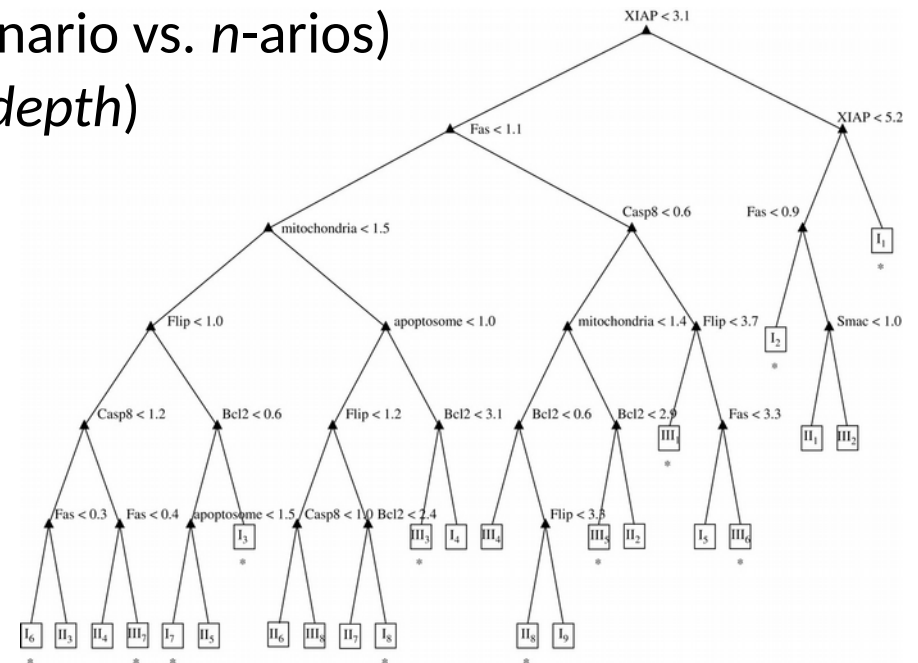 nario vs. n-arios)
depth)
XIAP < 3.1
Fas < 1.1
XIAP < 5.2
mitochondria < 1.5
Casp8 < 0.6
Fas < 0.9
I1
*
Flip < 1.0
apoptosome < 1.0
mitochondria < 1.4
Flip < 3.7
I2
*
Smac < 1.0
Casp8 < 1.2
Bcl2 < 0.6
Flip < 1.2
Bcl2 < 3.1
Bcl2 < 0.6
Bcl2 < 2.9
III1
*
Fas < 3.3
II1
III2
Fas < 0.3
Fas < 0.4
apoptosome < 1.5
I3
*
Casp8 < 1.0
Bcl2 < 2.4
III3
*
I4
III4
Flip < 3.3
III5
*
II2
I5
III6
*
I6
*
II3
II4
III7
*
I7
*
II5
II6
III8
II7
I8
*
II8
*
I9